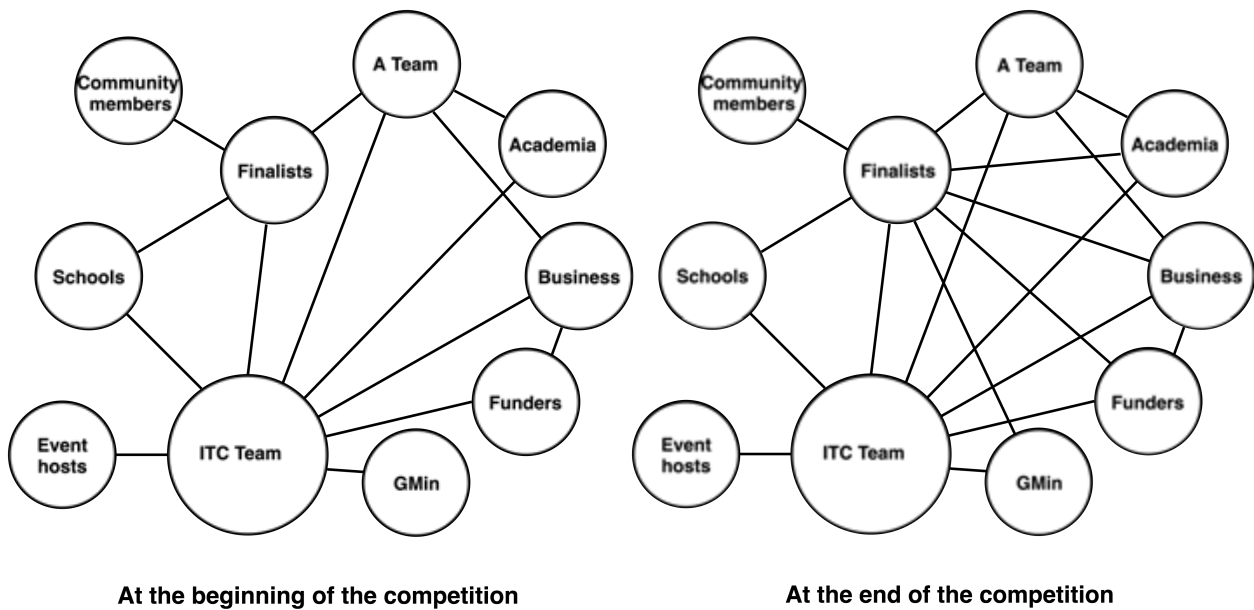 Community
members
A Team
Academia
Finalists
Schools
Business
Funders
Event
hosts
ITC Team
GMin
At the beginning of the competition
Community
members
A Team
Academia
Finalists
Schools
Business
Funders
Event
hosts
ITC Team
GMin
At the end of the competition